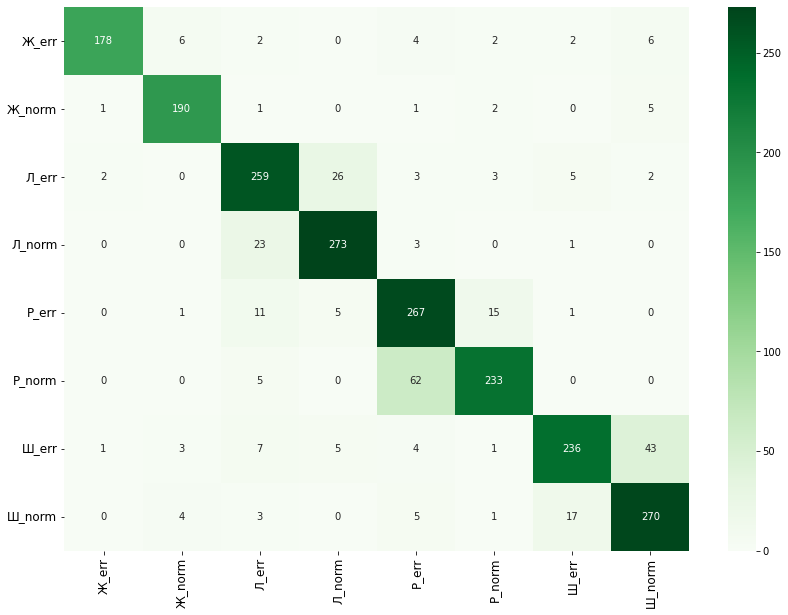 Ж_err 178 6 2 0 4 2 2 6
Ж_norm 1 190 1 0 1 2 0 5
Л_err 2 0 259 26 3 3 5 2
Л_norm 0 0 23 273 3 0 1 0
Р_err 0 1 11 5 267 15 1 0
Р_norm 0 0 5 0 62 233 0 0
Ш_err 1 3 7 5 4 1 236 43
Ш_norm 0 4 3 0 5 1 17 270
Ж_err Ж_norm Л_err Л_norm Р_err Р_norm Ш_err Ш_norm
250
200
150
100
50
0